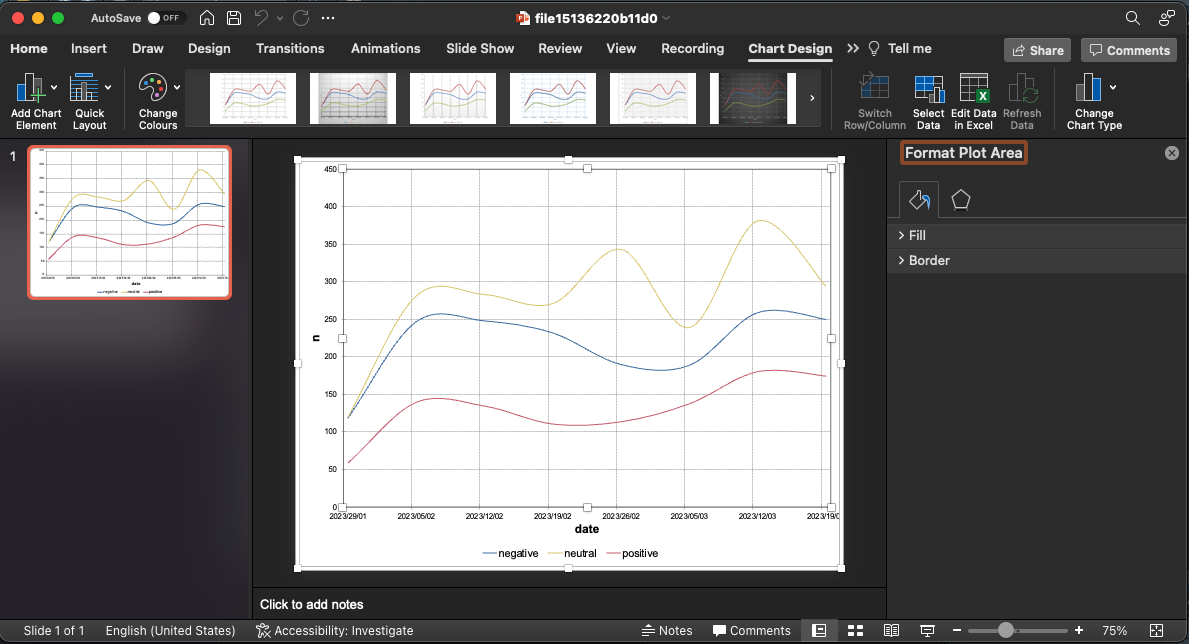 AutoSave OFF file15136220b11d0
Home Insert Draw Design Transitions Animations Slide Show Review View Recording Chart Design Tell me Share Comments
Add Chart Element
Quick Layout
Change Colours
Switch Row/Column
Select Data
Edit Data in Excel
Refresh Data
Change Chart Type
1
Format Plot Area
Fill
Border
450
400
350
300
250
200
150
100
50
0
n
2023/29/01 2023/05/02 2023/12/02 2023/19/02 2023/26/02 2023/05/03 2023/12/03 2023/19/0
date
negative neutral positive
date
negative neutral positive
Click to add notes
Slide 1 of 1 English (United States) Accessibility: Investigate Notes Comments 75%